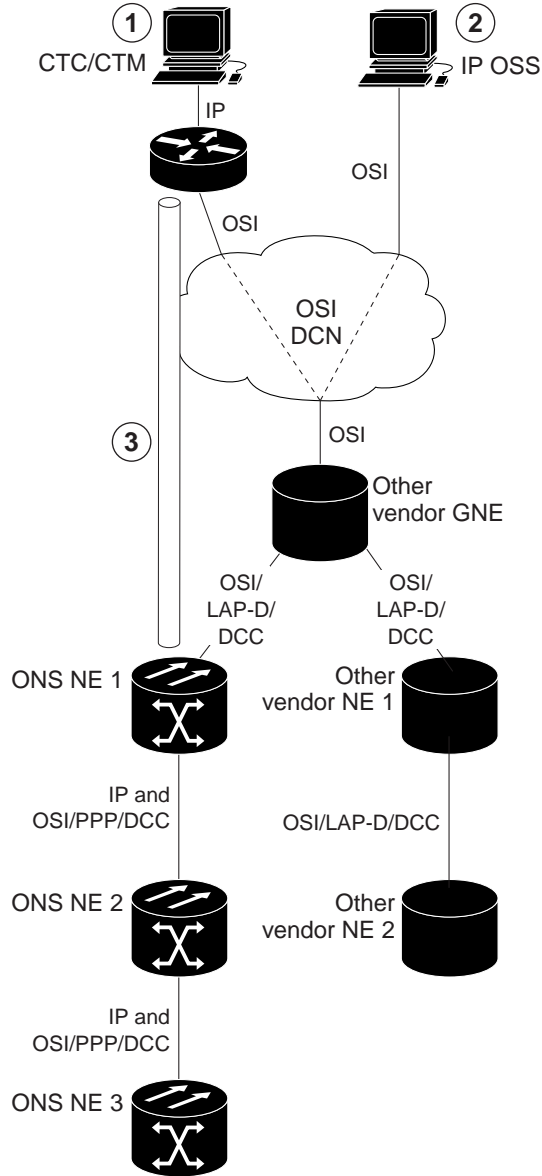 1
2
CTC/CTM
IP OSS
IP
OSI
OSI
OSI
DCN
3
OSI
Other
vendor GNE
OSI/
LAP-D/
DCC
OSI/
LAP-D/
DCC
ONS NE 1
Other
vendor NE 1
IP and
OSI/PPP/DCC
OSI/LAP-D/DCC
ONS NE 2
Other
vendor NE 2
IP and
OSI/PPP/DCC
ONS NE 3